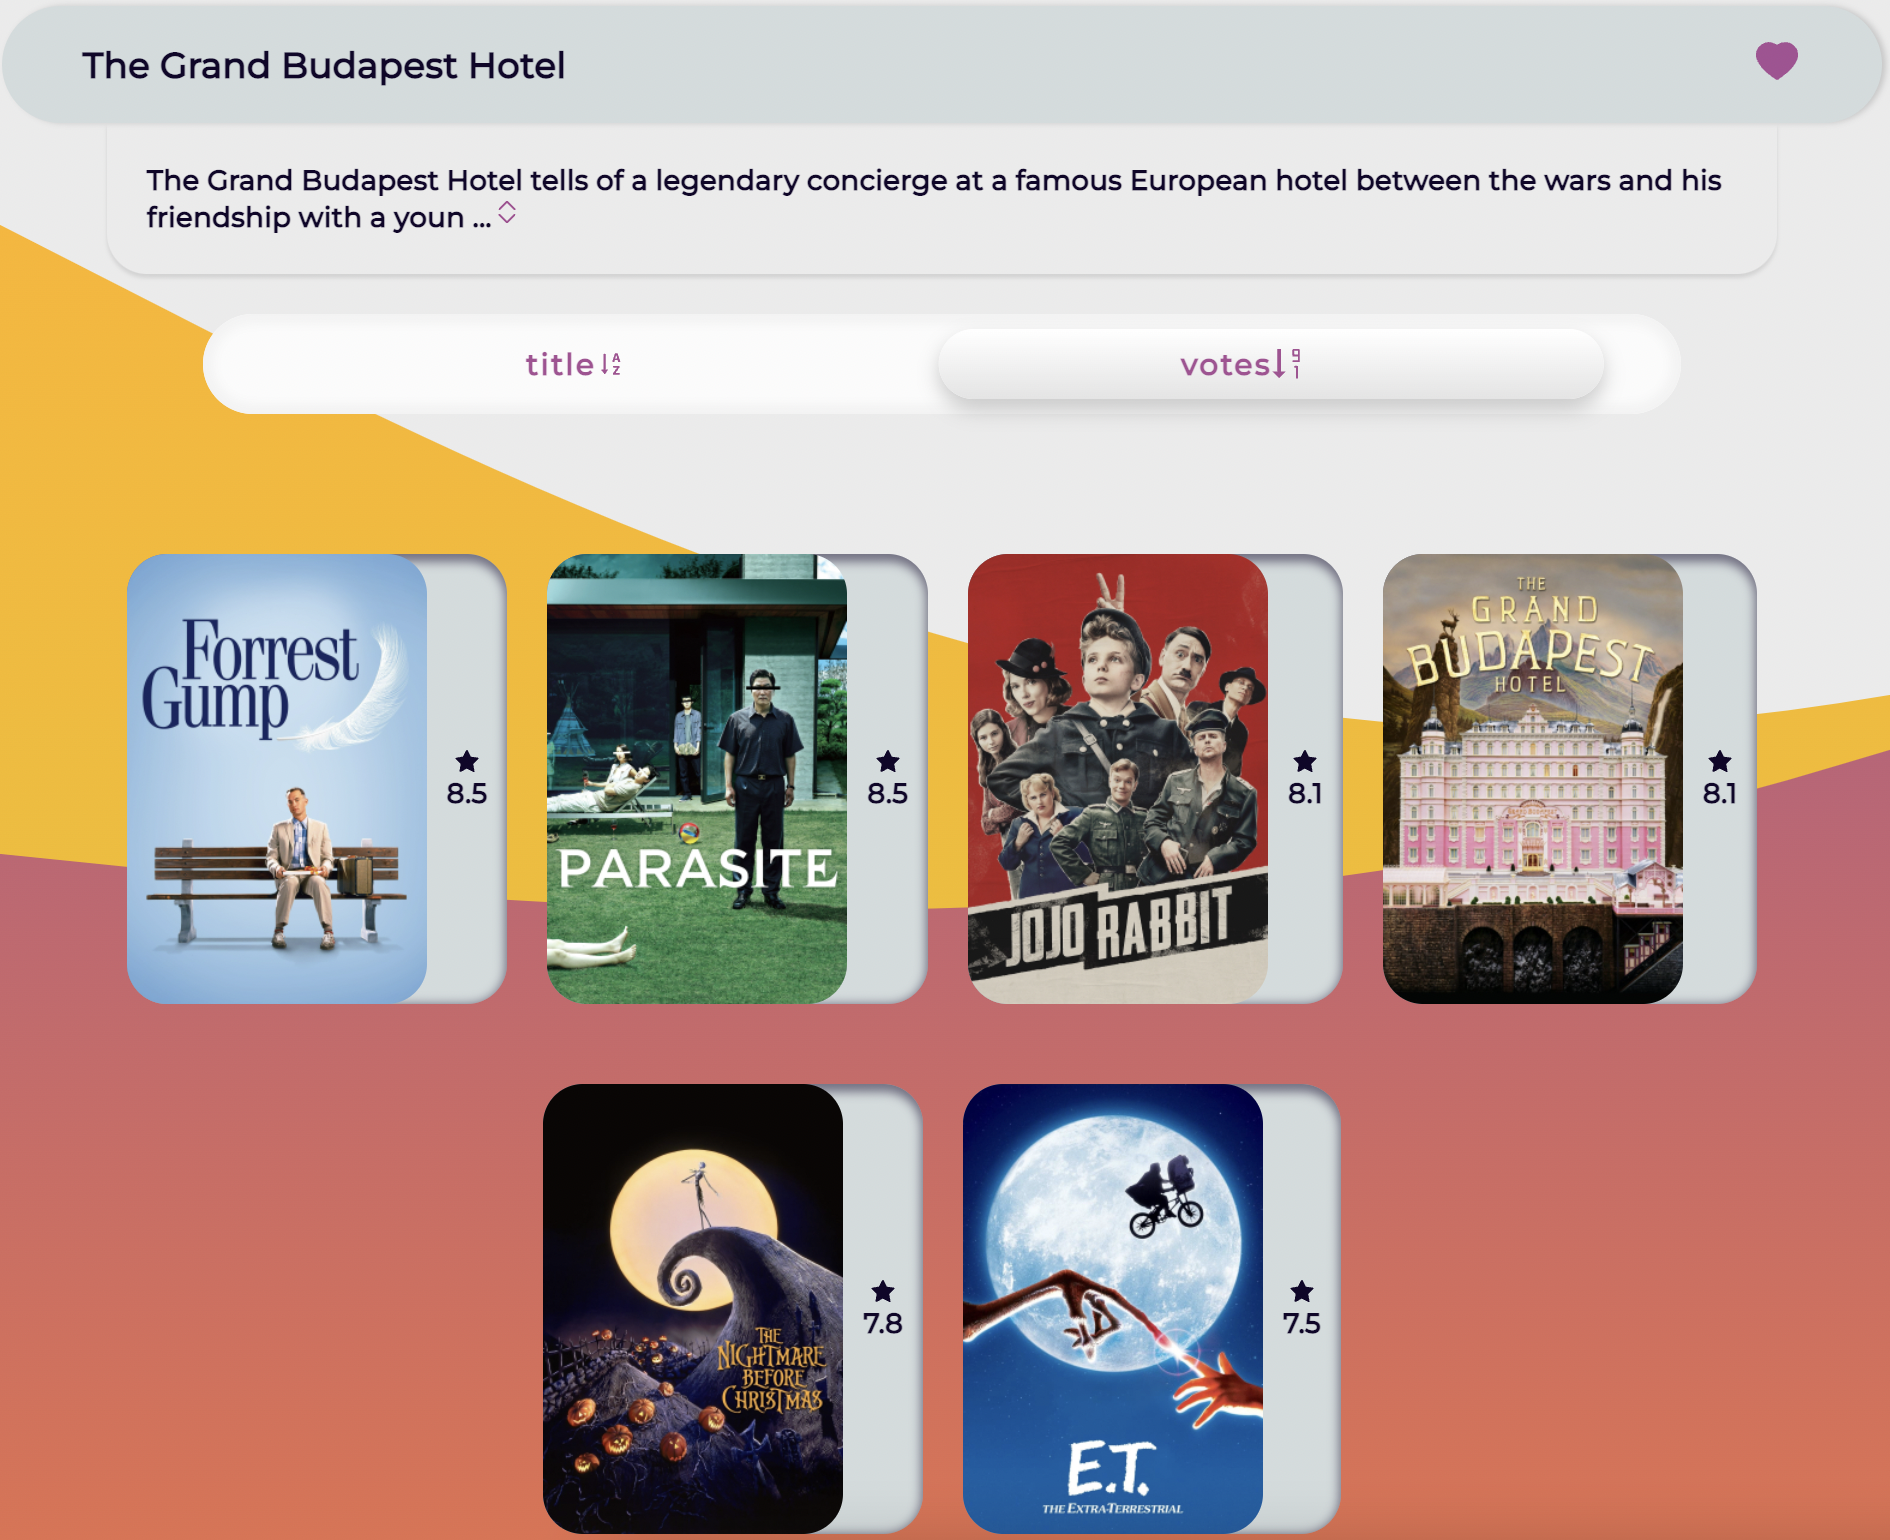 The Grand Budapest Hotel
The Grand Budapest Hotel tells of a legendary concierge at a famous European hotel between the wars and his
friendship with a youn ...
title A
Z
votes 9
1
Forrest
Gump
8.5
PARASITE
8.5
JOJO RABBIT
8.1
THE
GRAND
BUDAPEST
HOTEL
8.1
THE
NIGHTMARE
BEFORE
CHRISTMAS
7.8
E.T.
THE EXTRA-TERRESTRIAL
7.5